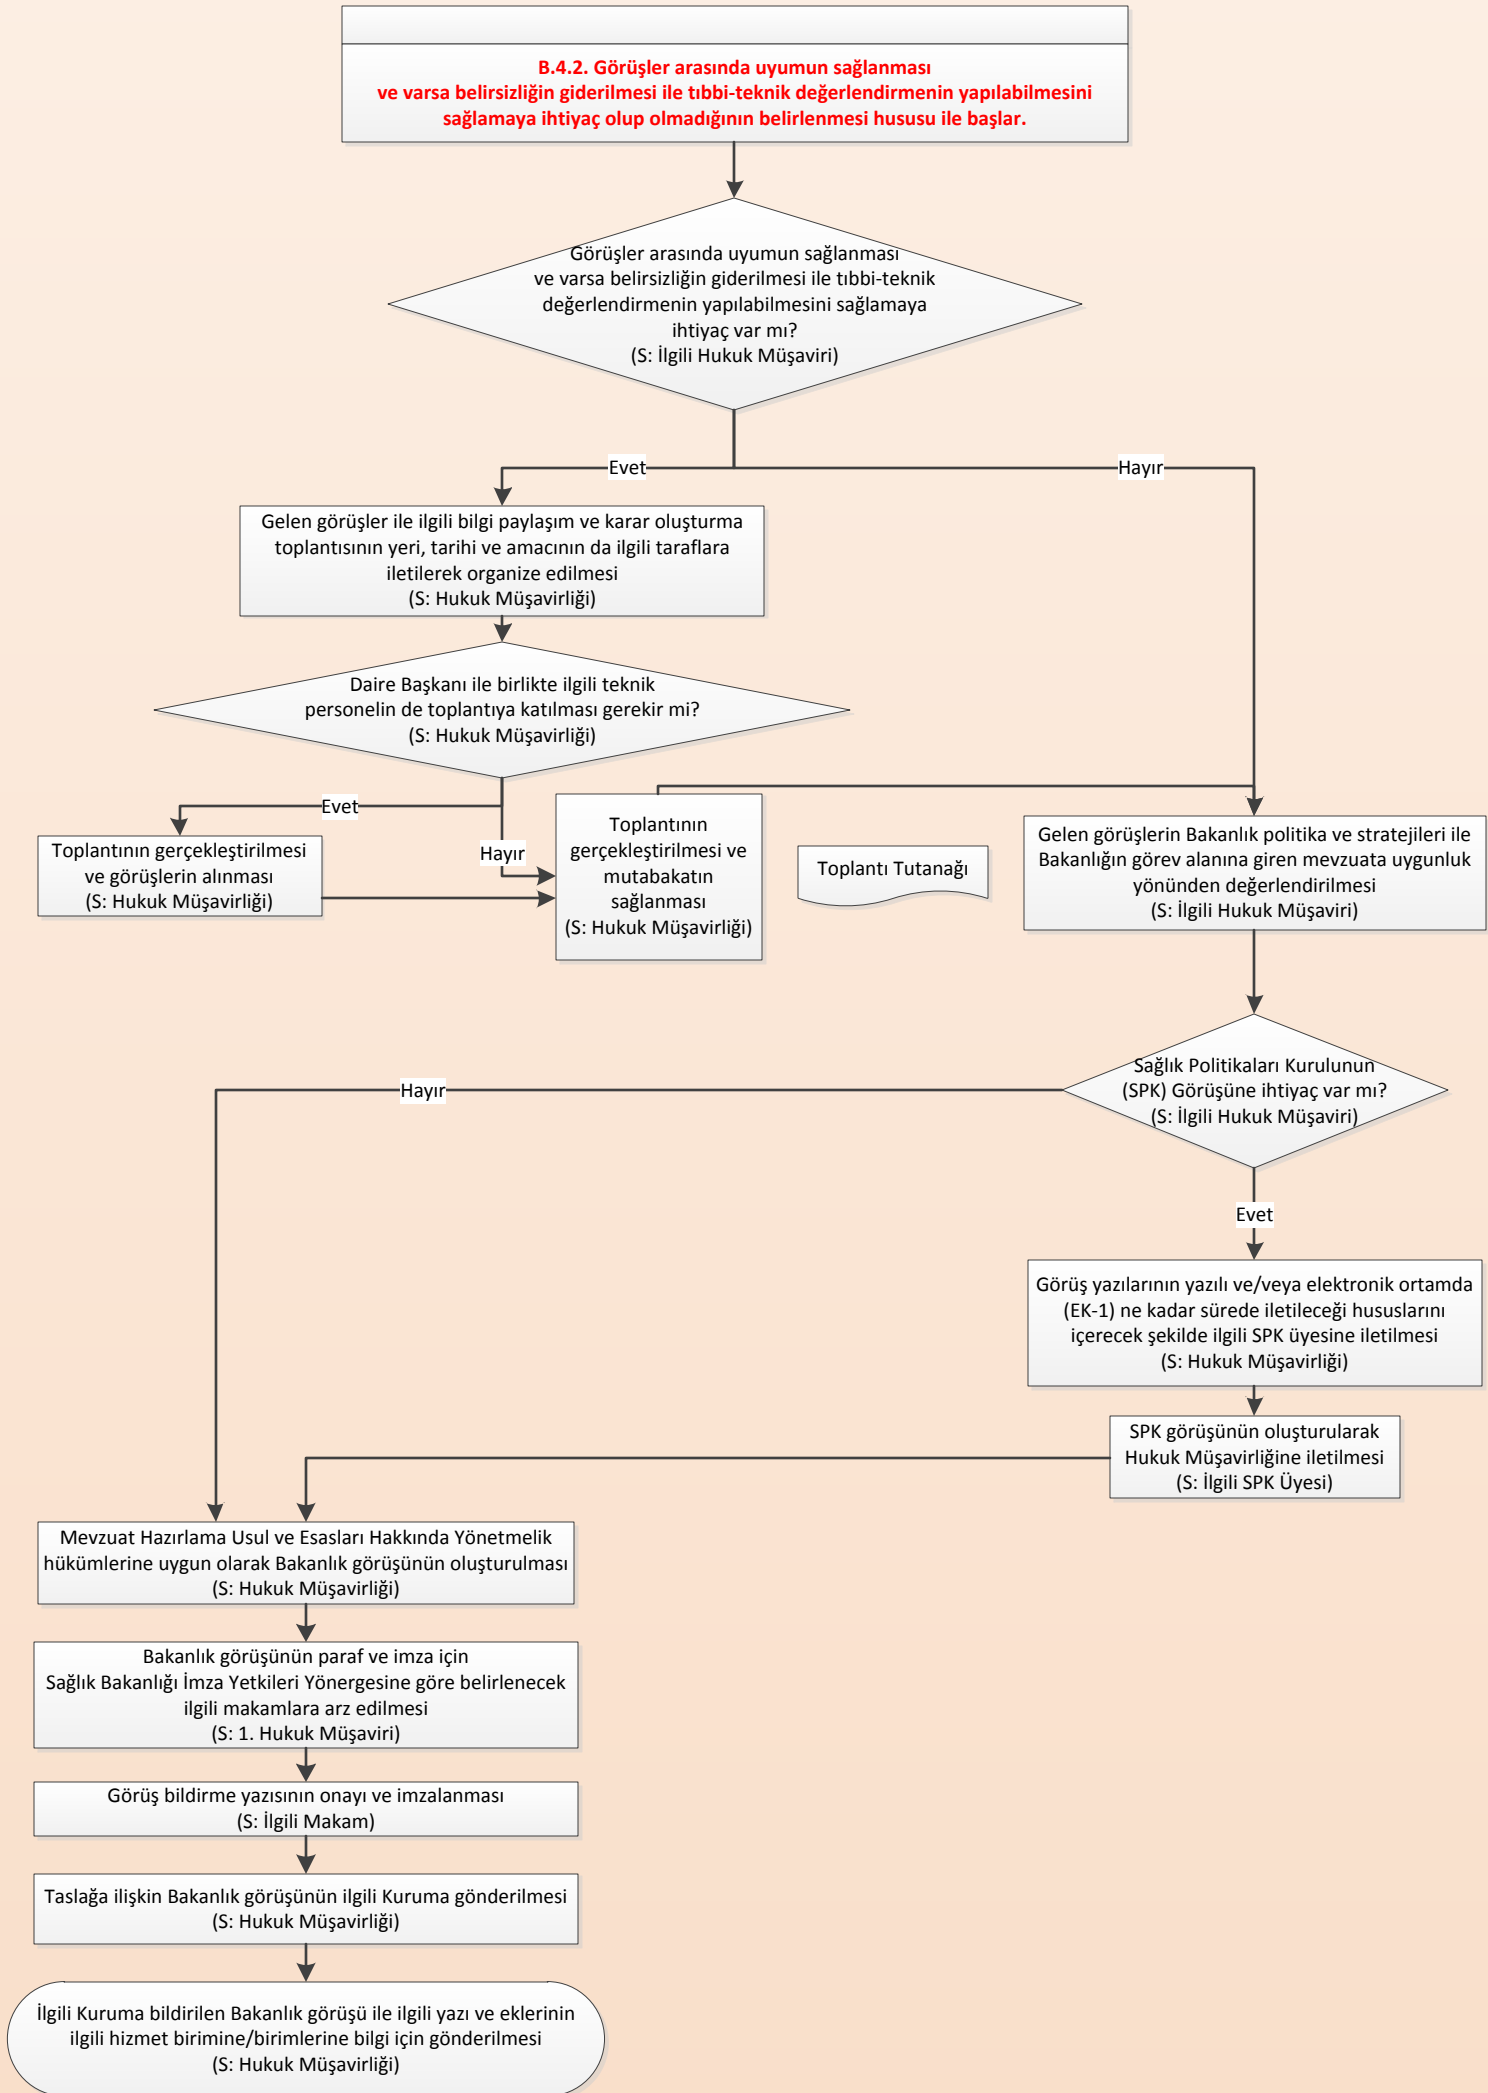 B.4.2. Görüşler arasında uyumun sağlanması
ve varsa belirsizliğin giderilmesi ile tıbbi-teknik değerlendirmenin yapılabilmesini
sağlamaya ihtiyaç olup olmadığının belirlenmesi hususu ile başlar.
Görüşler arasında uyumun sağlanması
ve varsa belirsizliğin giderilmesi ile tıbbi-teknik
değerlendirmenin yapılabilmesini sağlamaya
ihtiyaç var mı?
(S: İlgili Hukuk Müşaviri)
Evet
Hayır
Gelen görüşler ile ilgili bilgi paylaşım ve karar oluşturma
toplantısının yeri, tarihi ve amacının da ilgili taraflara
iletilerek organize edilmesi
(S: Hukuk Müşavirliği)
Daire Başkanı ile birlikte ilgili teknik
personelin de toplantıya katılması gerekir mi?
(S: Hukuk Müşavirliği)
Evet
Hayır
Toplantının gerçekleştirilmesi
ve görüşlerin alınması
(S: Hukuk Müşavirliği)
Toplantının
gerçekleştirilmesi ve
mutabakatın
sağlanması
(S: Hukuk Müşavirliği)
Toplantı Tutanağı
Gelen görüşlerin Bakanlık politika ve stratejileri ile
Bakanlığın görev alanına giren mevzuata uygunluk
yönünden değerlendirilmesi
(S: İlgili Hukuk Müşaviri)
Sağlık Politikaları Kurulunun
(SPK) Görüşüne ihtiyaç var mı?
(S: İlgili Hukuk Müşaviri)
Hayır
Evet
Görüş yazılarının yazılı ve/veya elektronik ortamda
(EK-1) ne kadar sürede iletileceği hususlarını
içerecek şekilde ilgili SPK üyesine iletilmesi
(S: Hukuk Müşavirliği)
SPK görüşünün oluşturularak
Hukuk Müşavirliğine iletilmesi
(S: İlgili SPK Üyesi)
Mevzuat Hazırlama Usul ve Esasları Hakkında Yönetmelik
hükümlerine uygun olarak Bakanlık görüşünün oluşturulması
(S: Hukuk Müşavirliği)
Bakanlık görüşünün paraf ve imza için
Sağlık Bakanlığı İmza Yetkileri Yönergesine göre belirlenecek
ilgili makamlara arz edilmesi
(S: 1. Hukuk Müşaviri)
Görüş bildirme yazısının onayı ve imzalanması
(S: İlgili Makam)
Taslağa ilişkin Bakanlık görüşünün ilgili Kuruma gönderilmesi
(S: Hukuk Müşavirliği)
İlgili Kuruma bildirilen Bakanlık görüşü ile ilgili yazı ve eklerinin
ilgili hizmet birimine/birimlerine bilgi için gönderilmesi
(S: Hukuk Müşavirliği)